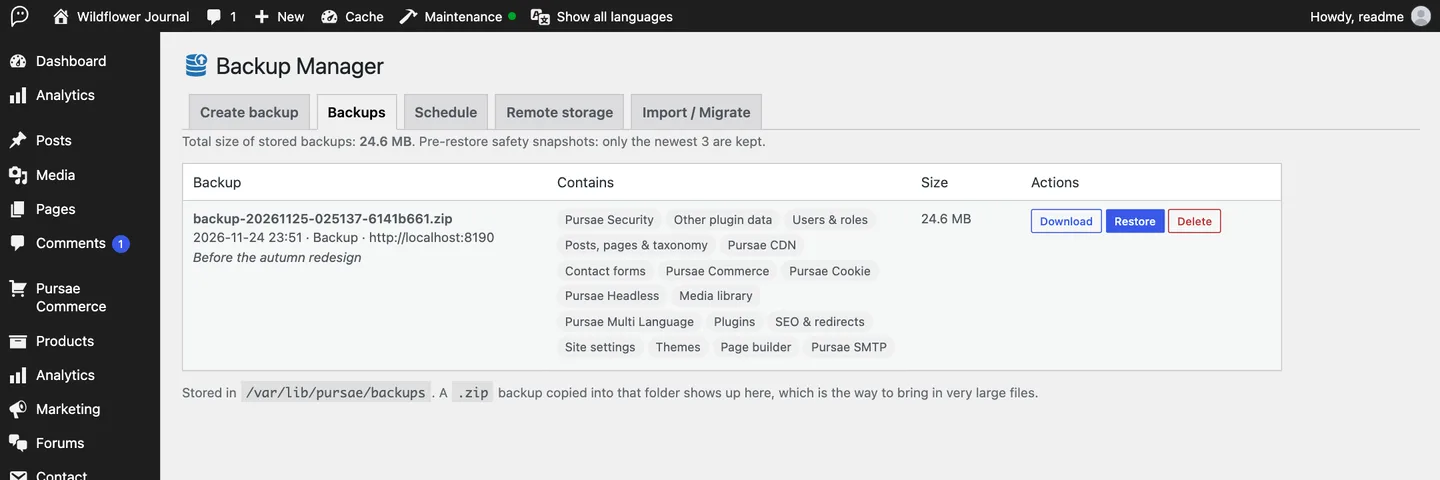 Wildflower Journal 1 New Cache Maintenance Show all languages Howdy, readme
Dashboard
Analytics
Posts
Media
Pages
Comments 1
Pursae
Commerce
Products
Analytics
Marketing
Forums
Contact
Backup Manager
Create backup Backups Schedule Remote storage Import / Migrate
Total size of stored backups: 24.6 MB. Pre-restore safety snapshots: only the newest 3 are kept.
Backup Contains Size Actions
backup-20261125-025137-6141b661.zip
2026-11-24 23:51 · Backup · http://localhost:8190
Before the autumn redesign
Pursae Security Other plugin data Users & roles
Posts, pages & taxonomy Pursae CDN
Contact forms Pursae Commerce Pursae Cookie
Pursae Headless Media library
Pursae Multi Language Plugins SEO & redirects
Site settings Themes Page builder Pursae SMTP
24.6 MB
Download Restore Delete
Stored in /var/lib/pursae/backups. A .zip backup copied into that folder shows up here, which is the way to bring in very large files.